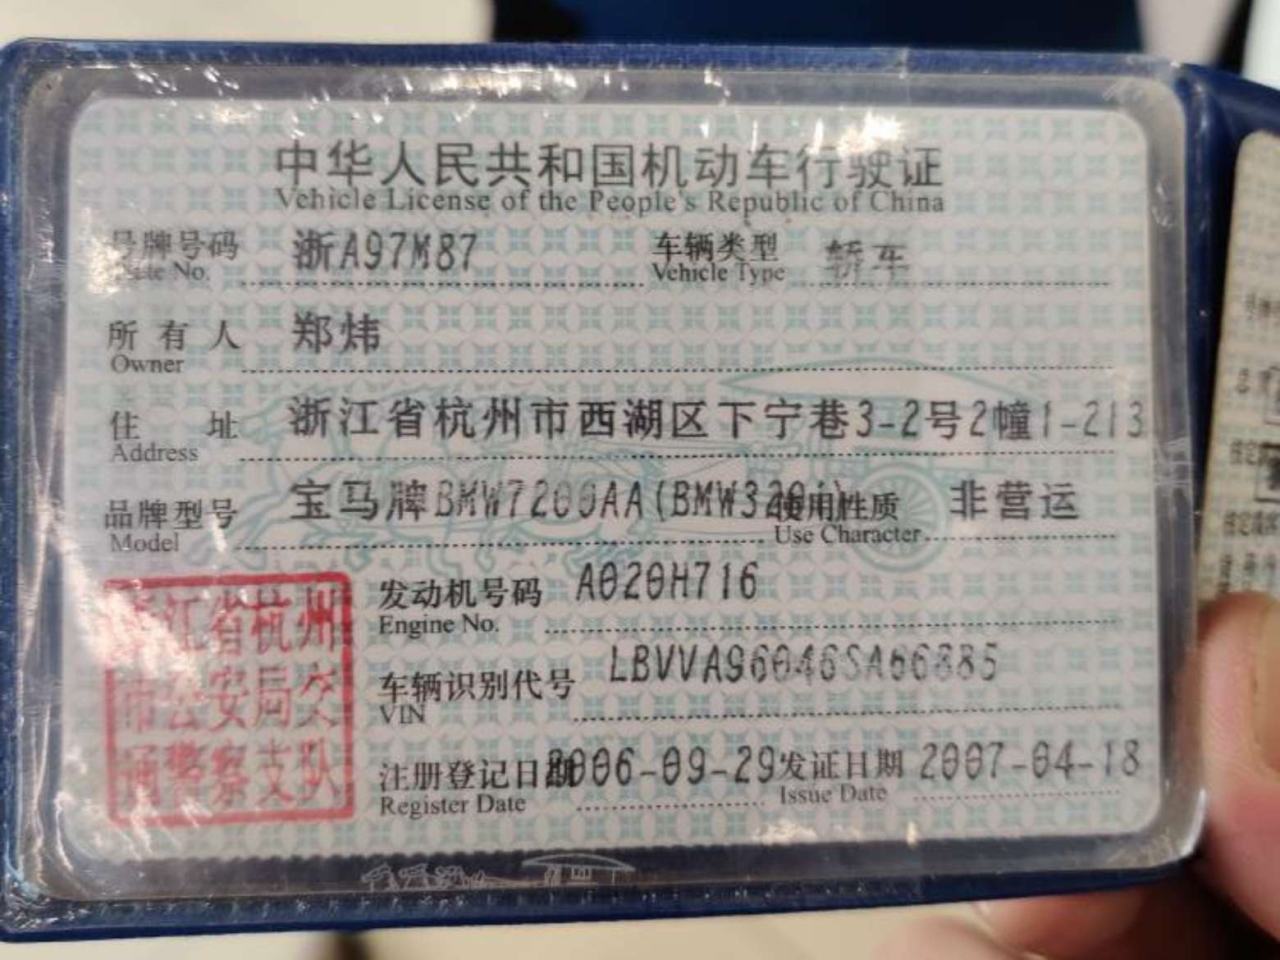 中华人民共和国机动车行驶证
Vehicle License of the People's Republic of China
号牌号码 浙A97M87 车辆类型 轿车
Plate No. Vehicle Type
所有人 郑炜
Owner
住址 浙江省杭州市西湖区下宁巷3-2号2幢1-213
Address
品牌型号 宝马牌BMW7200AA(BMW320i) 使用性质 非营运
Model Use Character
发动机号码 A020H716
Engine No.
车辆识别代号 LBVVA96046SA66885
VIN
注册登记日期 2006-09-29 发证日期 2007-04-18
Register Date Issue Date
浙江省杭州
市公安局交
通警察支队